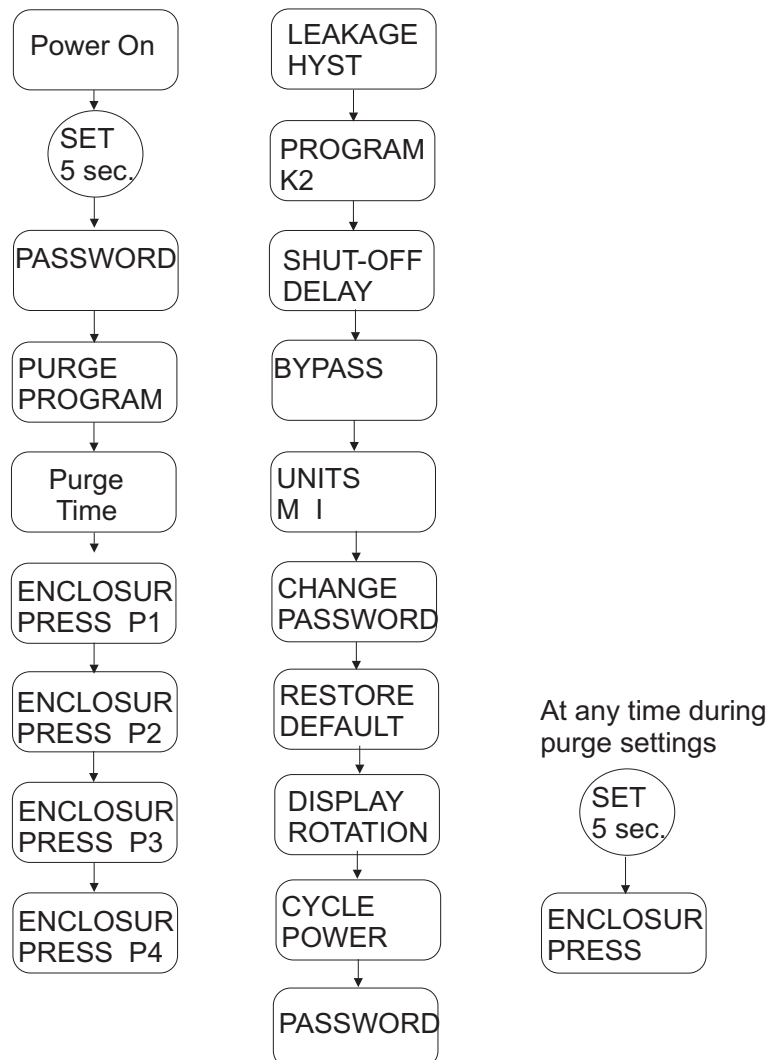 Power On
SET
5 sec.
PASSWORD
PURGE
PROGRAM
Purge
Time
ENCLOSUR
PRESS P1
ENCLOSUR
PRESS P2
ENCLOSUR
PRESS P3
ENCLOSUR
PRESS P4
LEAKAGE
HYST
PROGRAM
K2
SHUT-OFF
DELAY
BYPASS
UNITS
M I
CHANGE
PASSWORD
RESTORE
DEFAULT
DISPLAY
ROTATION
CYCLE
POWER
PASSWORD
At any time during
purge settings
SET
5 sec.
ENCLOSUR
PRESS